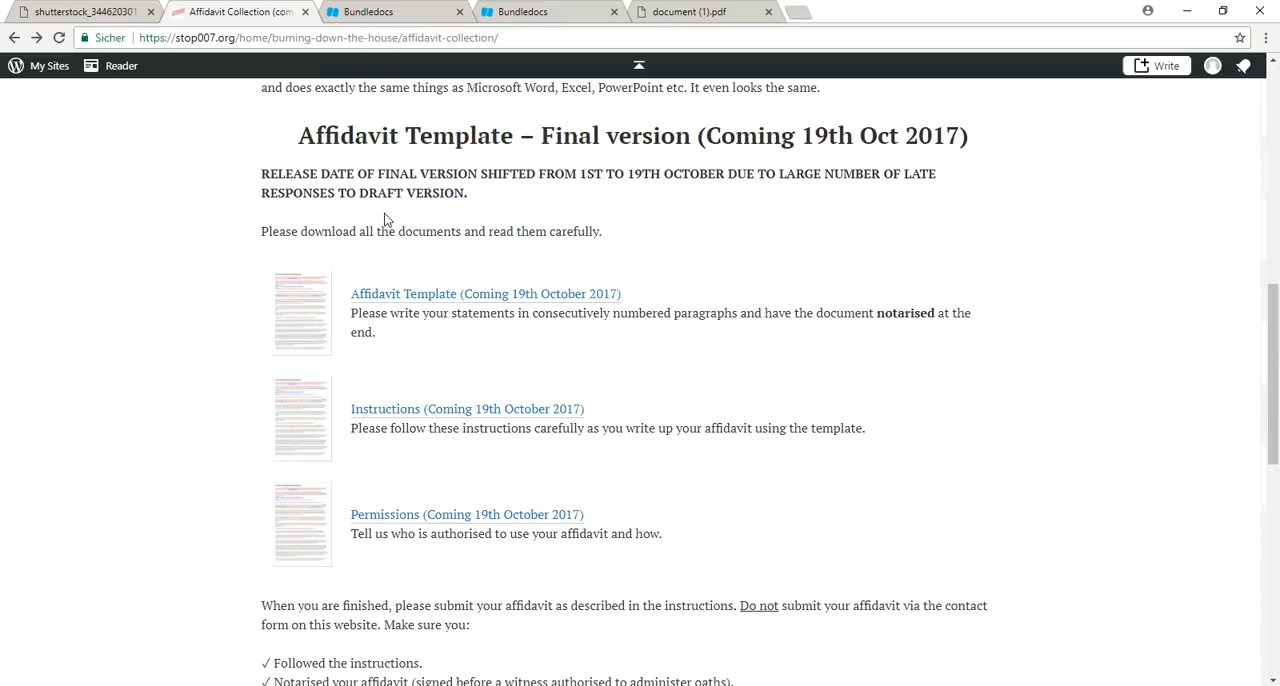 shutterstock_344620301
Affidavit Collection (com
Bundledocs
Bundledocs
document (1).pdf
Sicher
https://stop007.org/home/burning-down-the-house/affidavit-collection/
My Sites
Reader
Write
and does exactly the same things as Microsoft Word, Excel, PowerPoint etc. It even looks the same.
Affidavit Template – Final version (Coming 19th Oct 2017)
RELEASE DATE OF FINAL VERSION SHIFTED FROM 1ST TO 19TH OCTOBER DUE TO LARGE NUMBER OF LATE
RESPONSES TO DRAFT VERSION.
Please download all the documents and read them carefully.
Affidavit Template (Coming 19th October 2017)
Please write your statements in consecutively numbered paragraphs and have the document notarised at the
end.
Instructions (Coming 19th October 2017)
Please follow these instructions carefully as you write up your affidavit using the template.
Permissions (Coming 19th October 2017)
Tell us who is authorised to use your affidavit and how.
When you are finished, please submit your affidavit as described in the instructions. Do not submit your affidavit via the contact
form on this website. Make sure you:
✓ Followed the instructions.
✓ Notarised your affidavit (signed before a witness authorised to administer oaths).